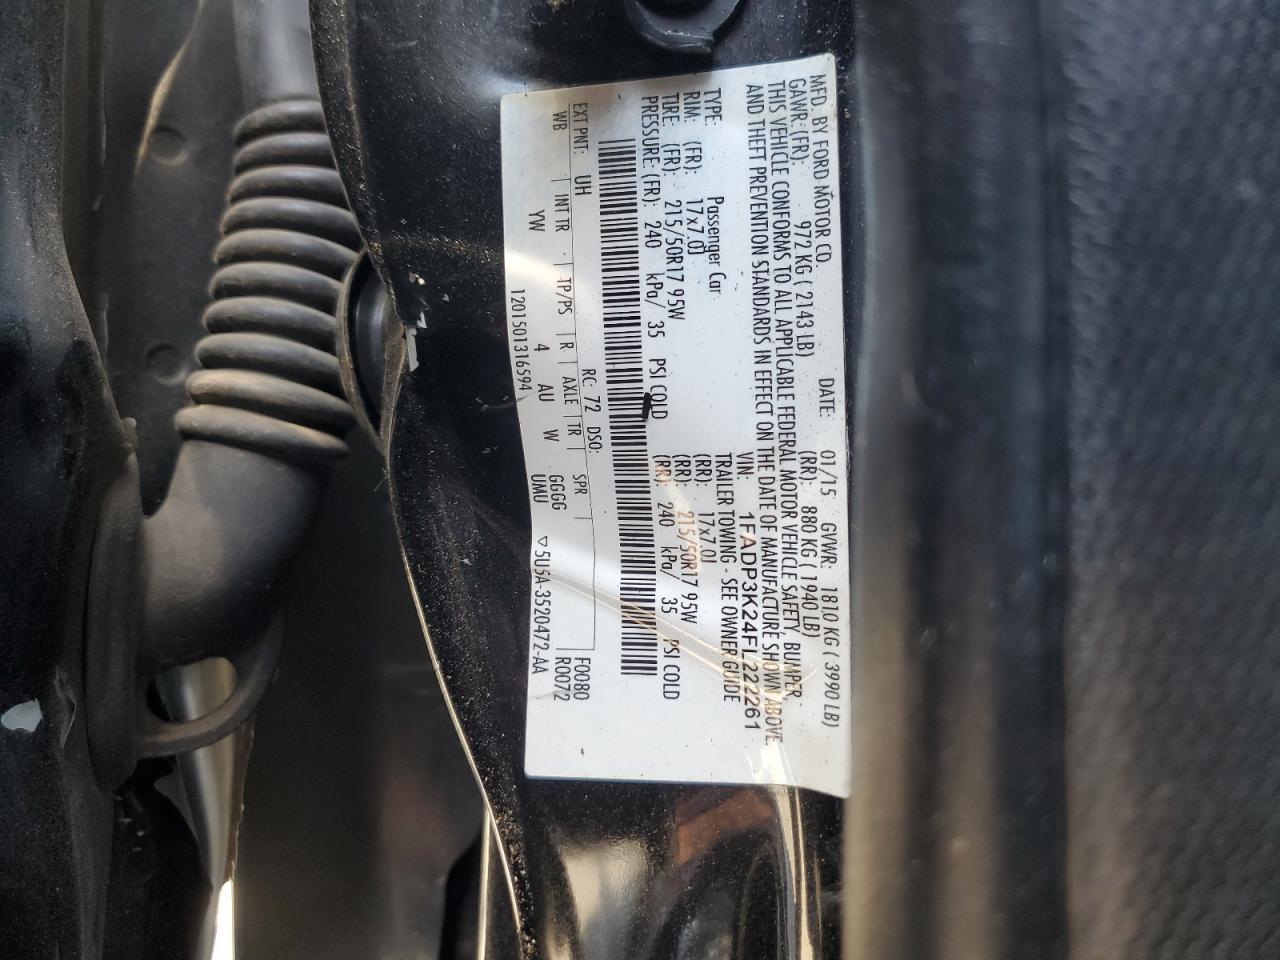 MFD. BY FORD MOTOR CO. DATE: 01/15 GVWR: 1810 KG ( 3990 LB)
GAWR: (FR): 972 KG ( 2143 LB) (RR): 880 KG ( 1940 LB)
THIS VEHICLE CONFORMS TO ALL APPLICABLE FEDERAL MOTOR VEHICLE SAFETY, BUMPER,
AND THEFT PREVENTION STANDARDS IN EFFECT ON THE DATE OF MANUFACTURE SHOWN ABOVE
VIN: 1FADP3K24FL222261
TYPE: Passenger Car TRAILER TOWING - SEE OWNER GUIDE
RIM: (FR): 17x7.0J (RR): 17x7.0J
TIRE: (FR): 215/50R17 95W (RR): 215/50R17 95W
PRESSURE: (FR): 240 kPa/ 35 PSI COLD (RR): 240 kPa/ 35 PSI COLD
EXT PNT: UH RC: 72 DSO: F0080
WB INT TR TP/PS R AXLE TR SPR R0072
YW 4 AU W GGGG
1201501316594 UMU ▽5U5A-3520472-AA